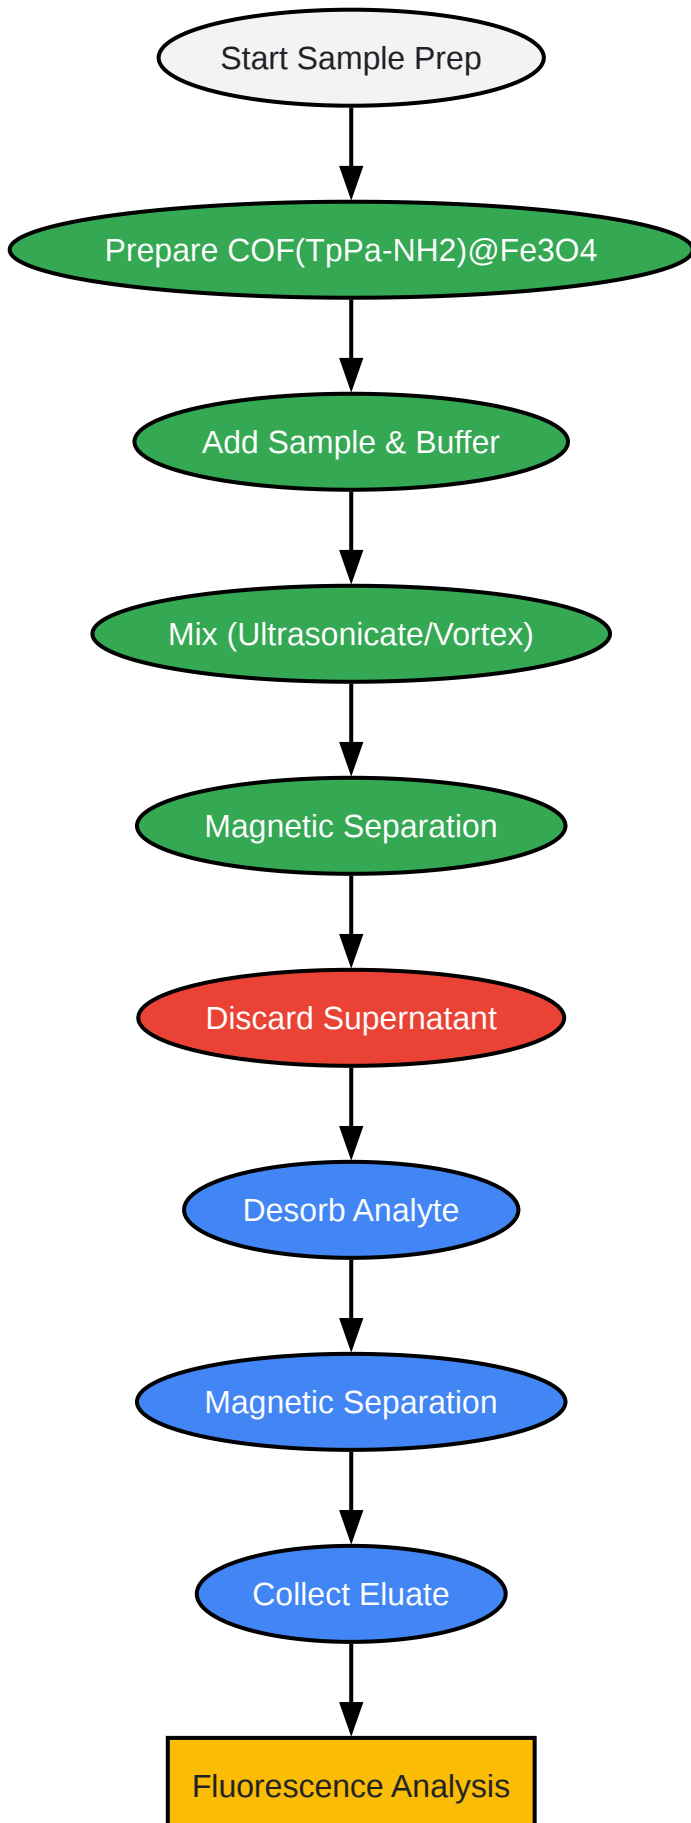 Start Sample Prep
Prepare COF(TpPa-NH2)@Fe3O4
Add Sample & Buffer
Mix (Ultrasonicate/Vortex)
Magnetic Separation
Discard Supernatant
Desorb Analyte
Magnetic Separation
Collect Eluate
Fluorescence Analysis